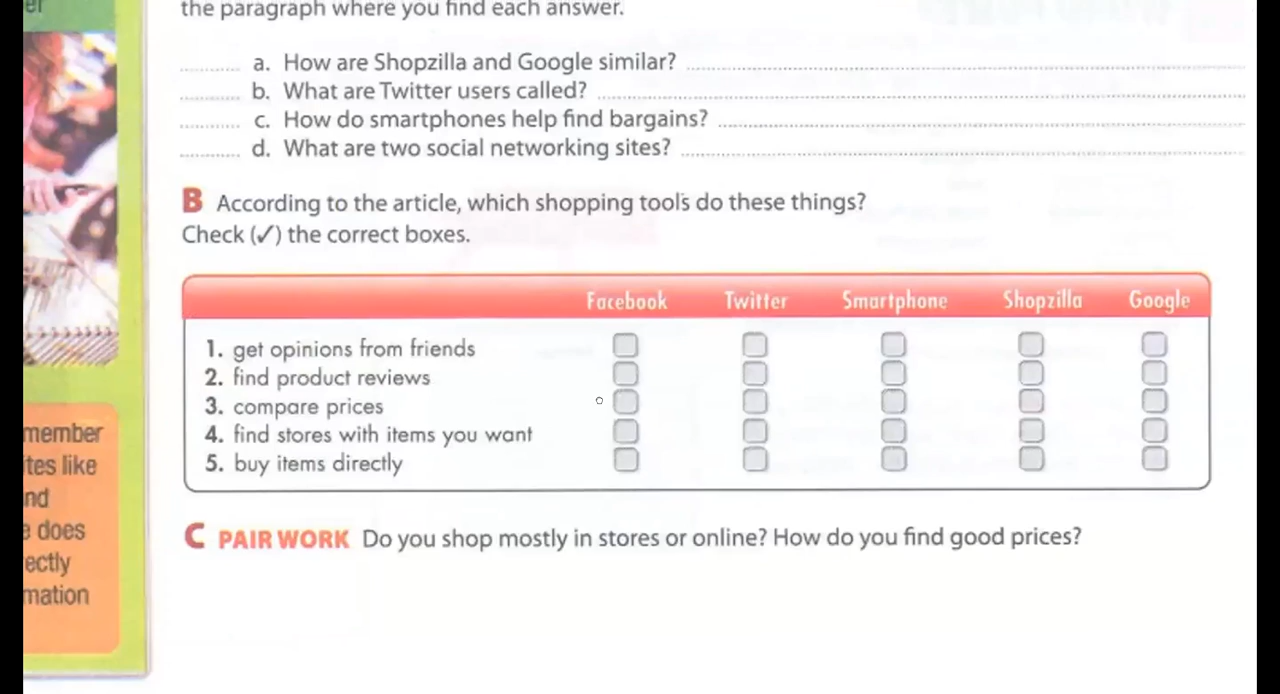 er
the paragraph where you find each answer.
a. How are Shopzilla and Google similar?
b. What are Twitter users called?
c. How do smartphones help find bargains?
d. What are two social networking sites?
B According to the article, which shopping tools do these things?
Check (✓) the correct boxes.
Facebook Twitter Smartphone Shopzilla Google
1. get opinions from friends
2. find product reviews
3. compare prices
4. find stores with items you want
5. buy items directly
member
tes like
nd
e does
ectly
mation
C PAIR WORK Do you shop mostly in stores or online? How do you find good prices?